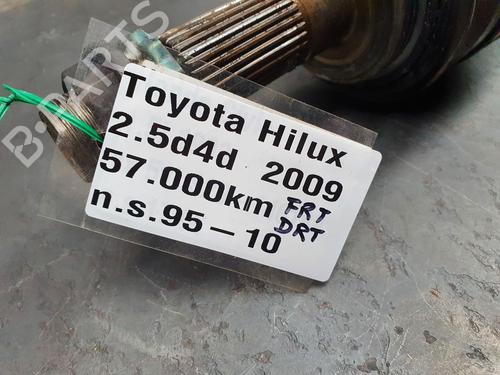 B-PARTS
Toyota Hilux
2.5d4d 2009
57.000km FRT
n.s.95-10 DRT